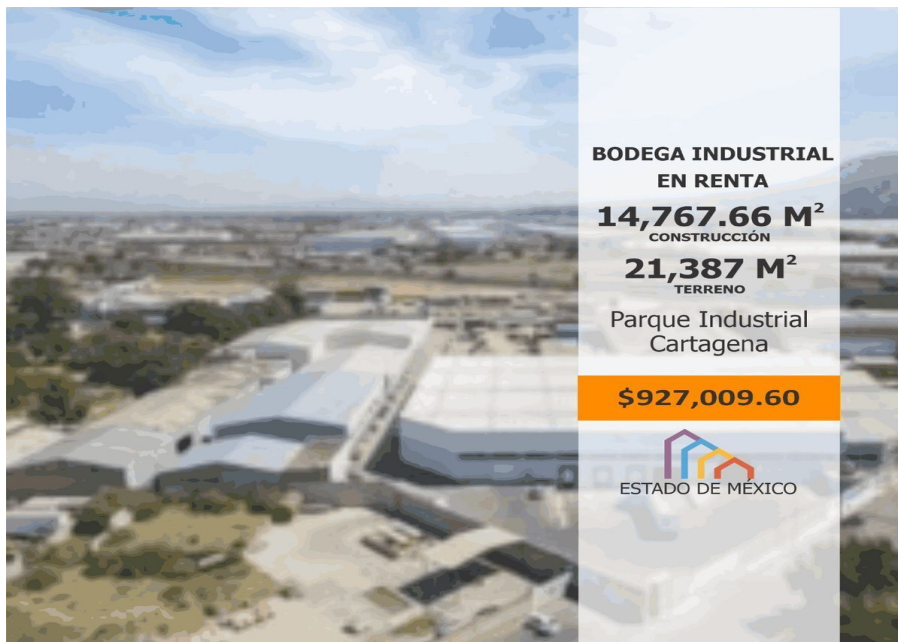 BODEGA INDUSTRIAL
EN RENTA
14,767.66 M²
CONSTRUCCIÓN
21,387 M²
TERRENO
Parque Industrial
Cartagena
$927,009.60
ESTADO DE MÉXICO